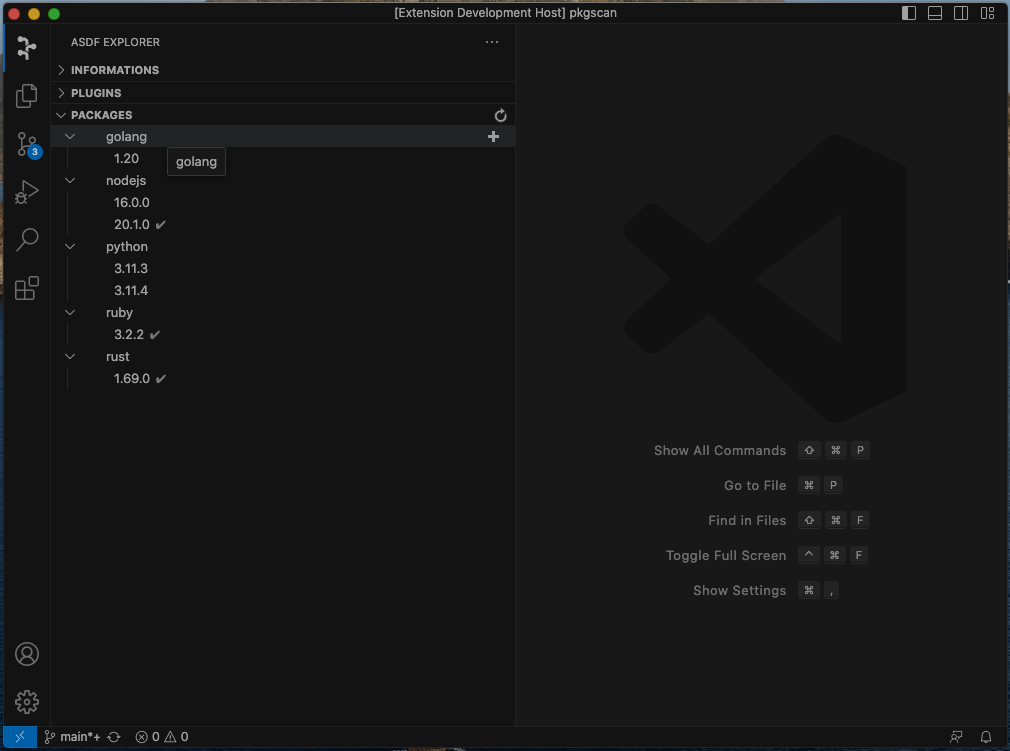 [Extension Development Host] pkgscan
ASDF EXPLORER
INFORMATIONS
PLUGINS
PACKAGES
golang
1.20
golang
nodejs
16.0.0
20.1.0 ✔
python
3.11.3
3.11.4
ruby
3.2.2 ✔
rust
1.69.0 ✔
3
Show All Commands ⇧ ⌘ P
Go to File ⌘ P
Find in Files ⇧ ⌘ F
Toggle Full Screen ⌃ ⌘ F
Show Settings ⌘ ,
main*+ 0 0